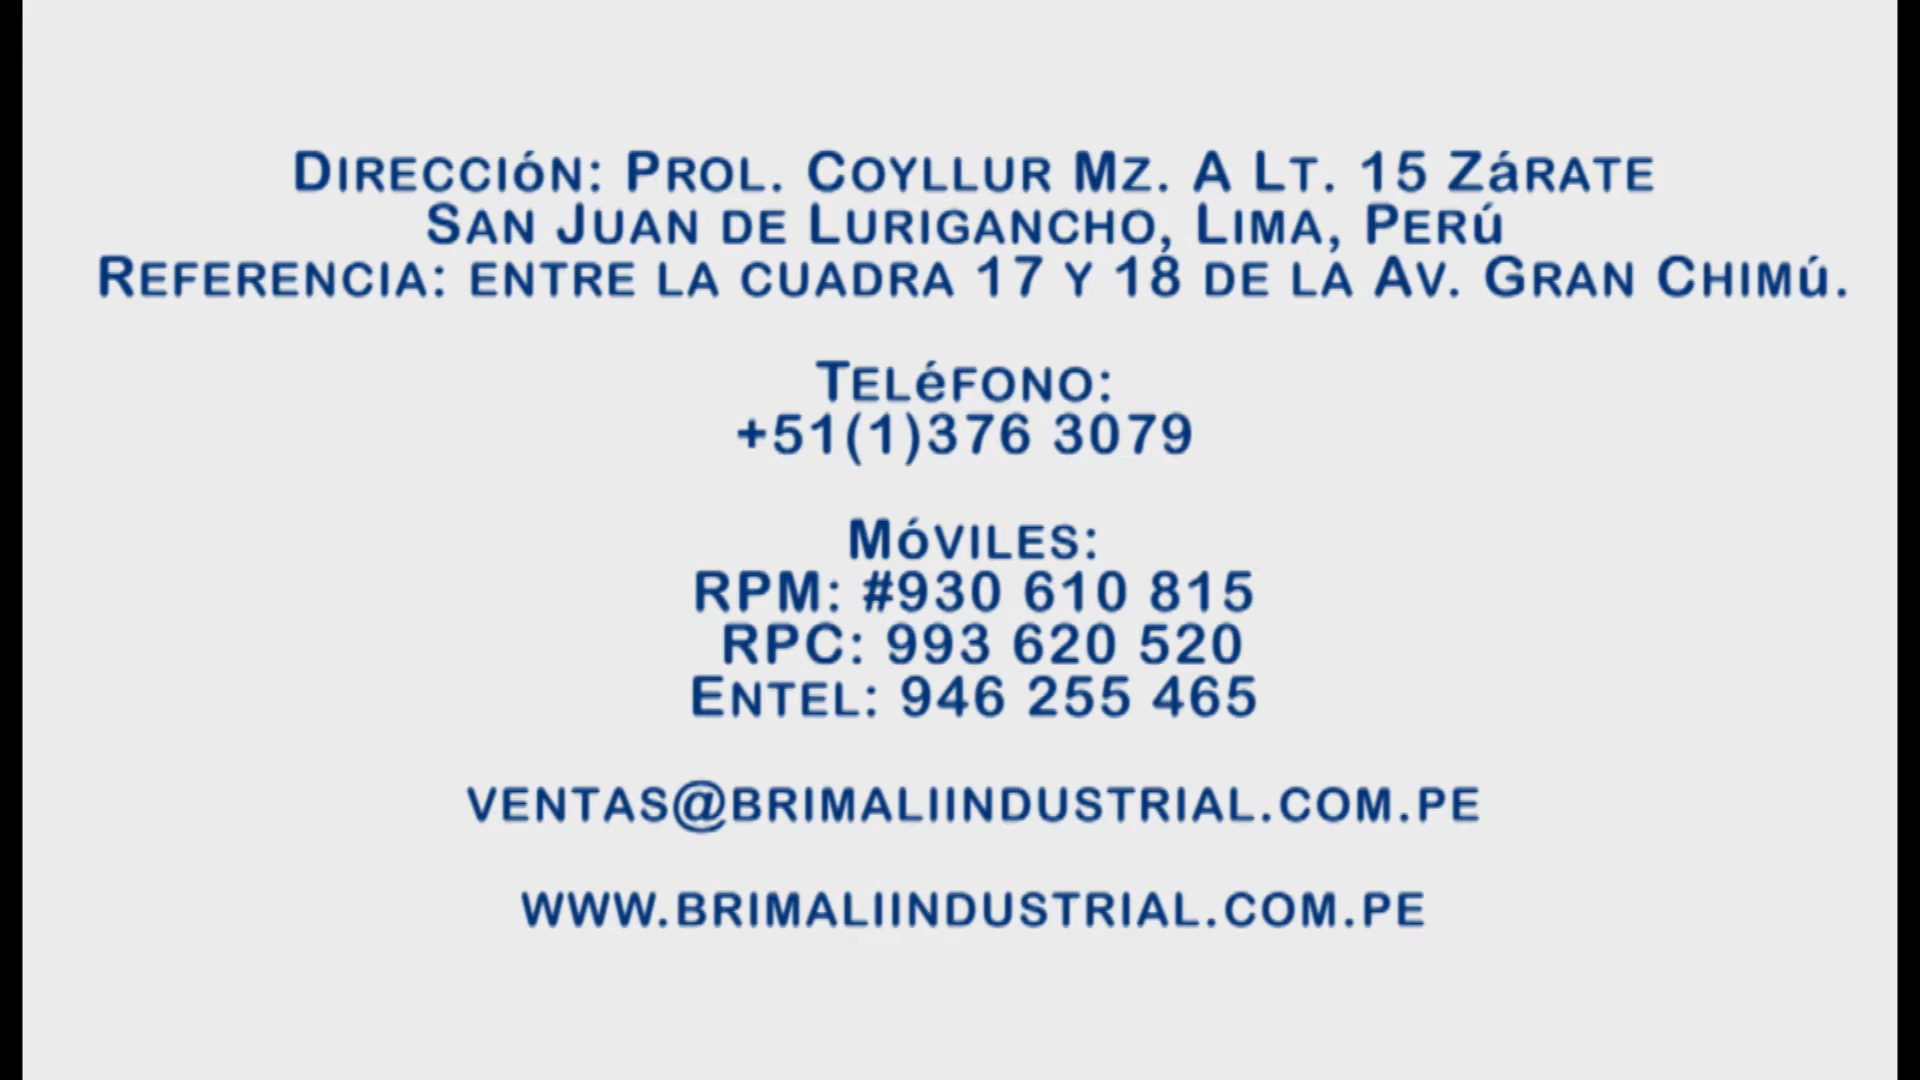 Dirección: Prol. Coyllur Mz. A Lt. 15 Zárate
San Juan de Lurigancho, Lima, Perú
Referencia: entre la cuadra 17 y 18 de la Av. Gran Chimú.
Teléfono:
+51(1)376 3079
Móviles:
RPM: #930 610 815
RPC: 993 620 520
Entel: 946 255 465
ventas@brimaliindustrial.com.pe
www.brimaliindustrial.com.pe